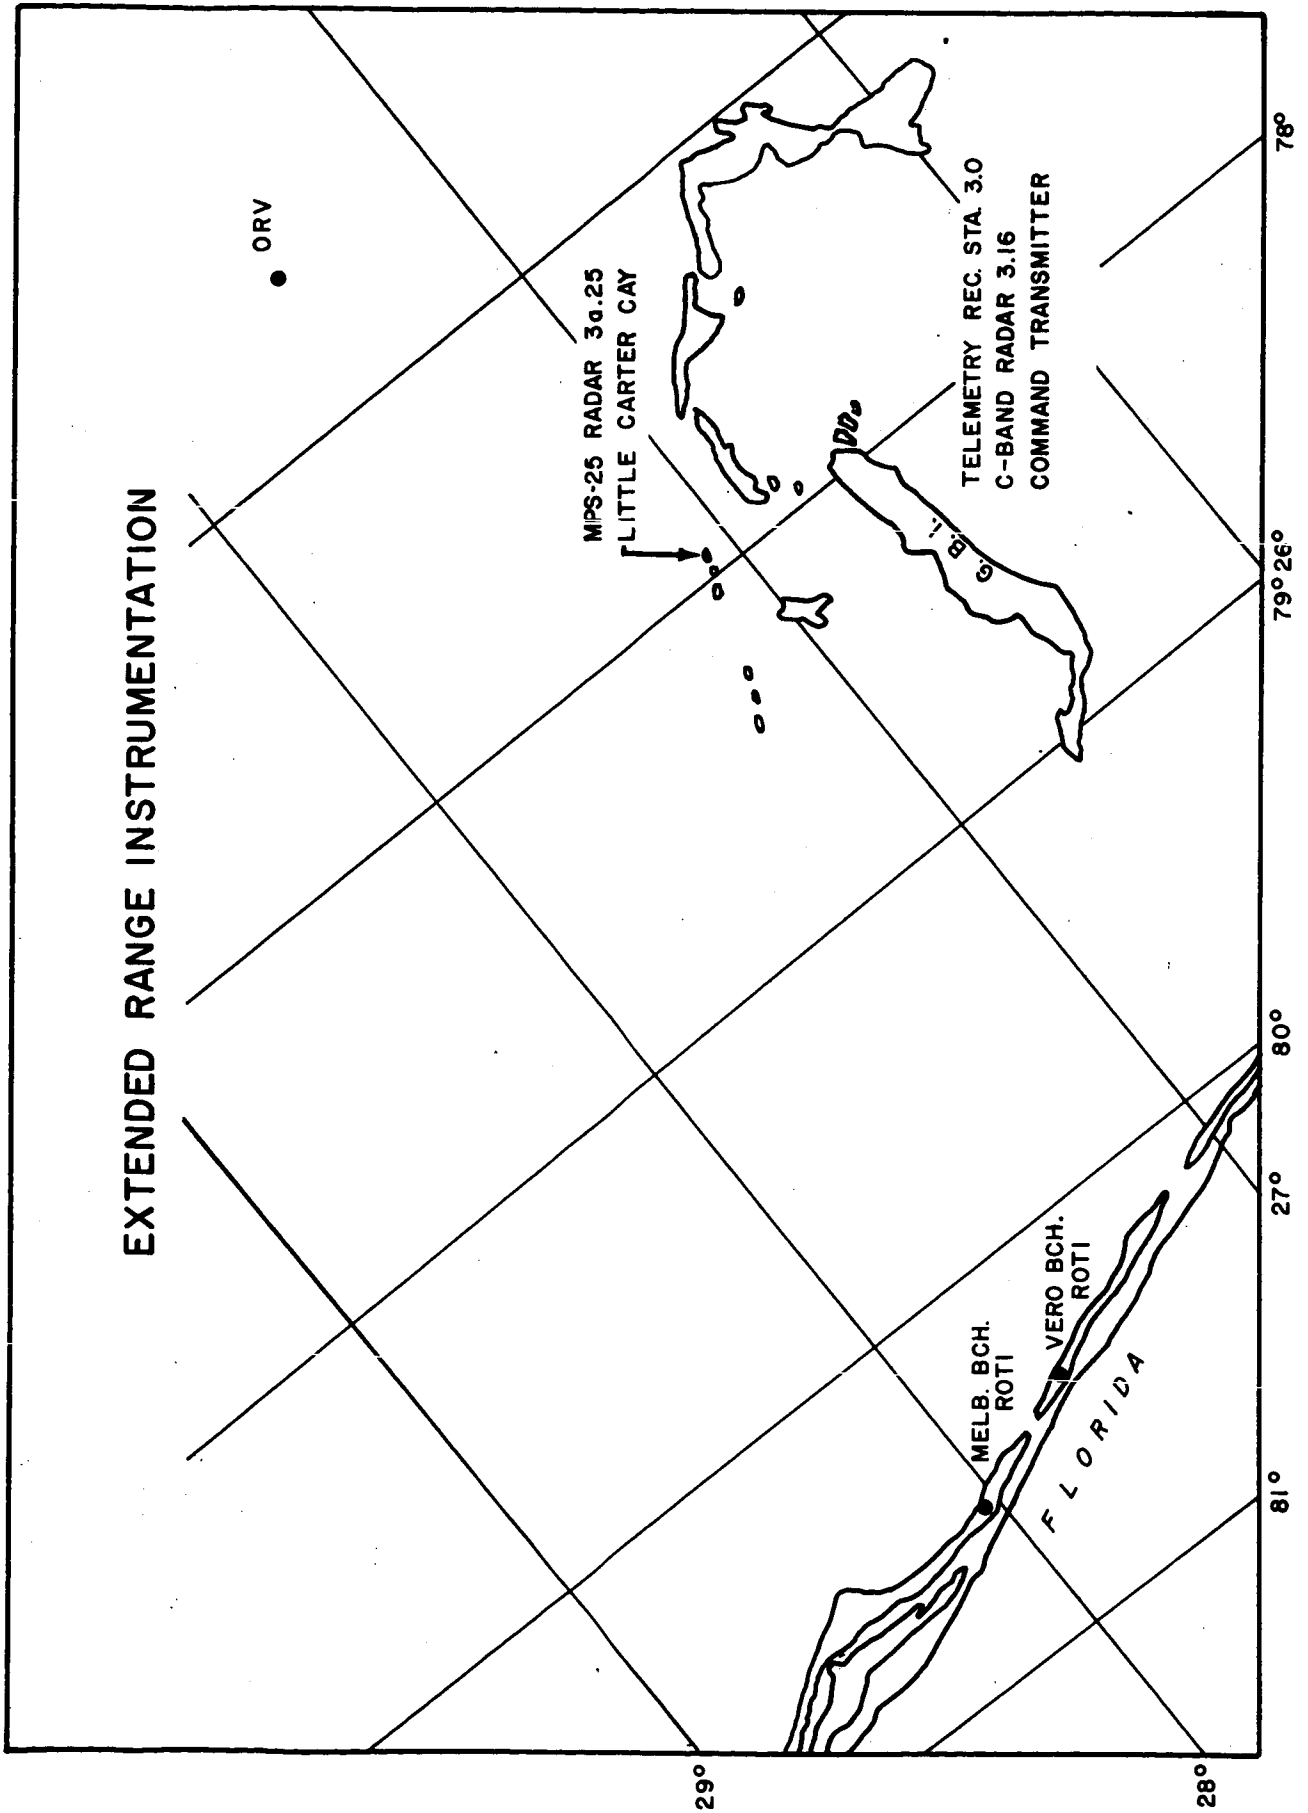 EXTENDED RANGE INSTRUMENTATION
ORV
MPS-25 RADAR 3a.25
LITTLE CARTER CAY
TELEMETRY REC. STA. 3.0
C-BAND RADAR 3.16
COMMAND TRANSMITTER
G. B. I.
MELB. BCH.
ROTI
VERO BCH.
ROTI
FLORIDA
29°
28°
81°
27°
80°
79°
26°
78°